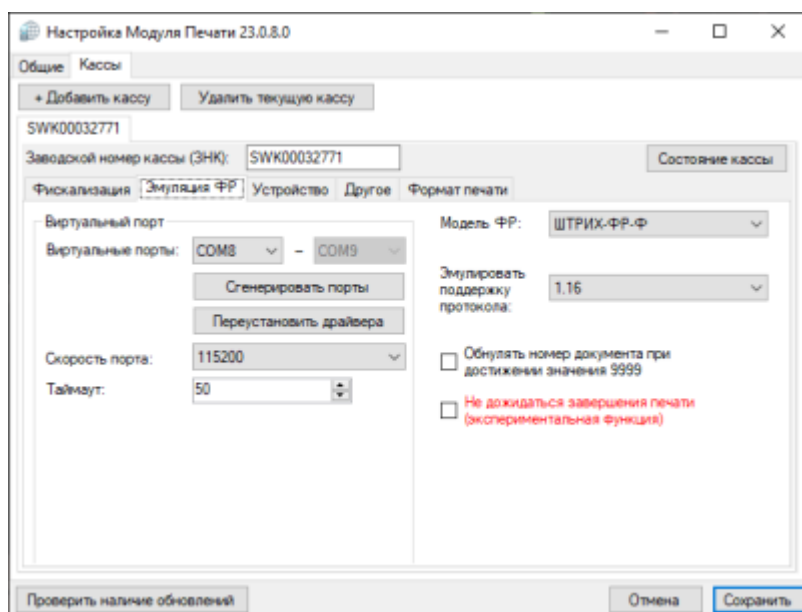 Настройка Модуля Печати 23.0.8.0
Общие Кассы
+ Добавить кассу Удалить текущую кассу
SWK00032771
Заводской номер кассы (ЗНК): SWK00032771 Состояние кассы
Фискализация Эмуляция ФР Устройство Другое Формат печати
Виртуальный порт
Виртуальные порты: COM8 – COM9
Сгенерировать порты
Переустановить драйвера
Скорость порта: 115200
Таймаут: 50
Модель ФР: ШТРИХ-ФР-Ф
Эмулировать
поддержку
протокола: 1.16
Обнулять номер документа при
достижении значения 9999
Не дожидаться завершения печати
(экспериментальная функция)
Проверить наличие обновлений Отмена Сохранить